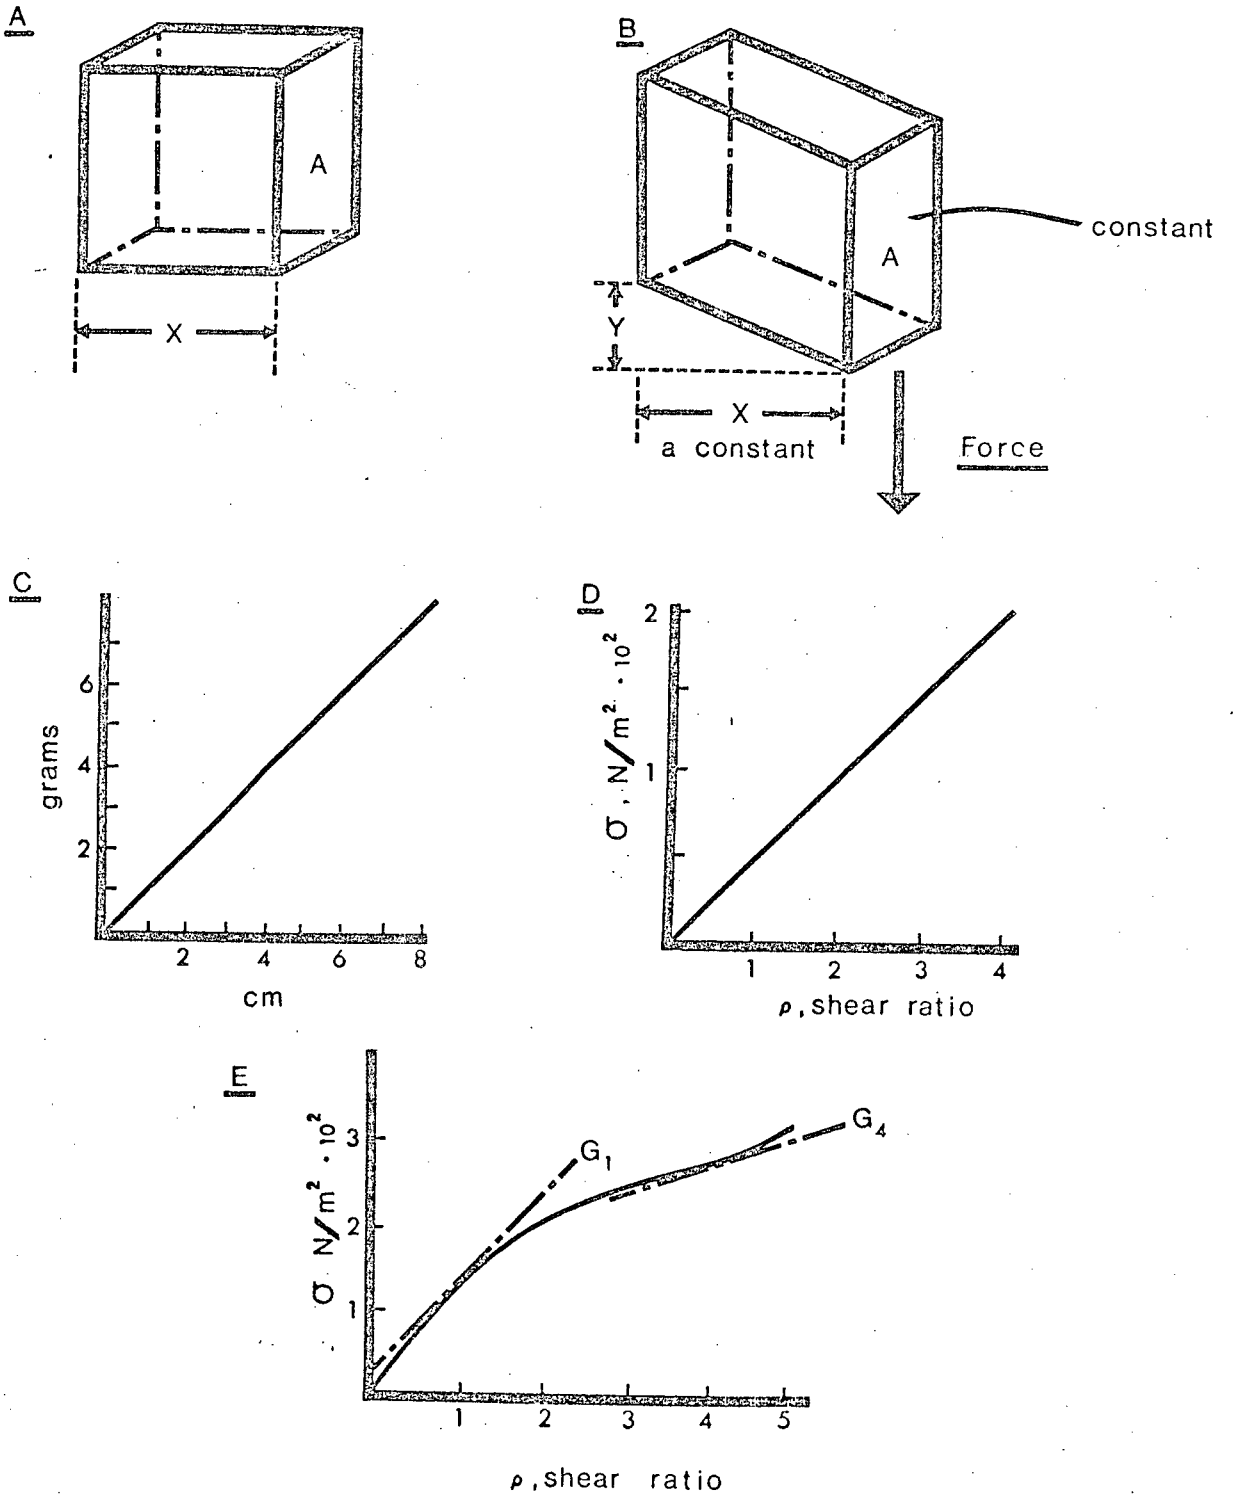 A
A
X
B
constant
A
Y
X
a constant
Force
C
grams
6
4
2
2
4
6
8
cm
D
σ, N/m² · 10²
2
1
1
2
3
4
ρ, shear ratio
E
σ N/m² · 10²
3
2
1
G₁
G₄
1
2
3
4
5
ρ, shear ratio